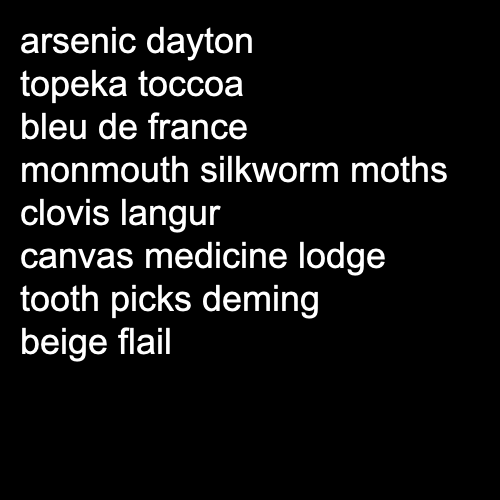 arsenic dayton
topeka toccoa
bleu de france
monmouth silkworm moths
clovis langur
canvas medicine lodge
tooth picks deming
beige flail